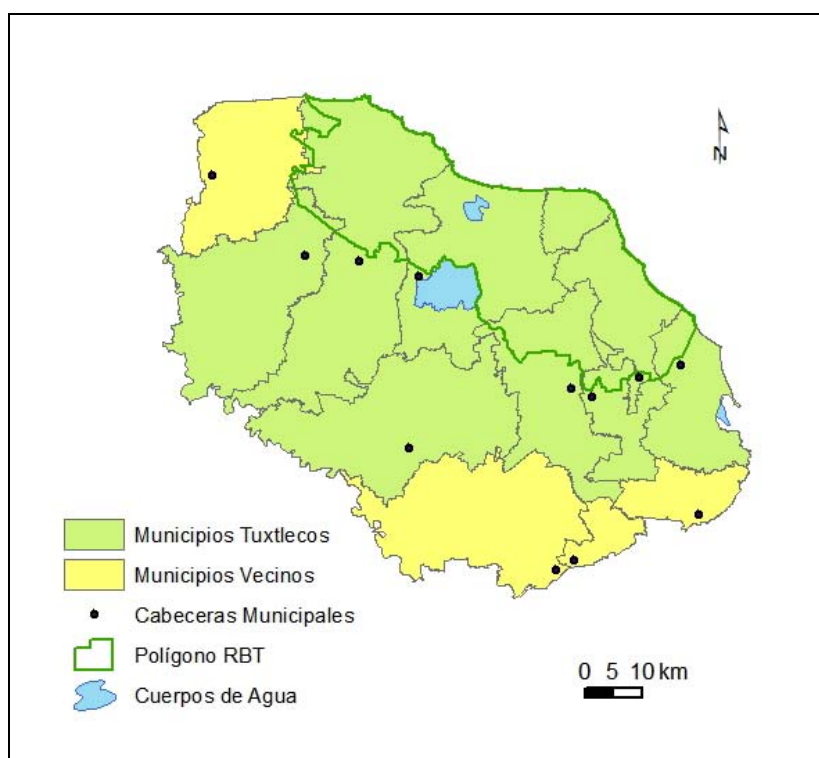 N
Municipios Tuxtlecos
Municipios Vecinos
Cabeceras Municipales
Polígono RBT
Cuerpos de Agua
0 5 10 km